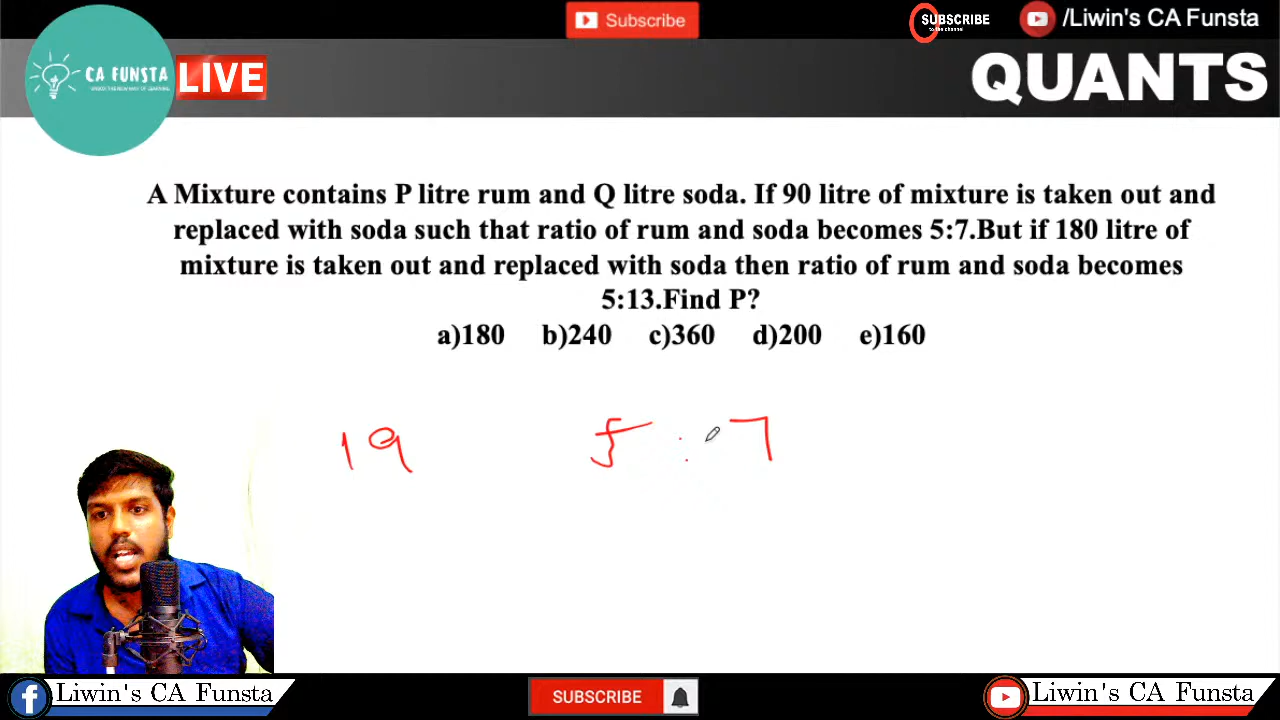 Subscribe
SUBSCRIBE
to the channel
/Liwin's CA Funsta
CA FUNSTA
LIVE
QUANTS
A Mixture contains P litre rum and Q litre soda. If 90 litre of mixture is taken out and
replaced with soda such that ratio of rum and soda becomes 5:7.But if 180 litre of
mixture is taken out and replaced with soda then ratio of rum and soda becomes
5:13.Find P?
a)180 b)240 c)360 d)200 e)160
19 5 : 7
Liwin's CA Funsta
SUBSCRIBE
Liwin's CA Funsta